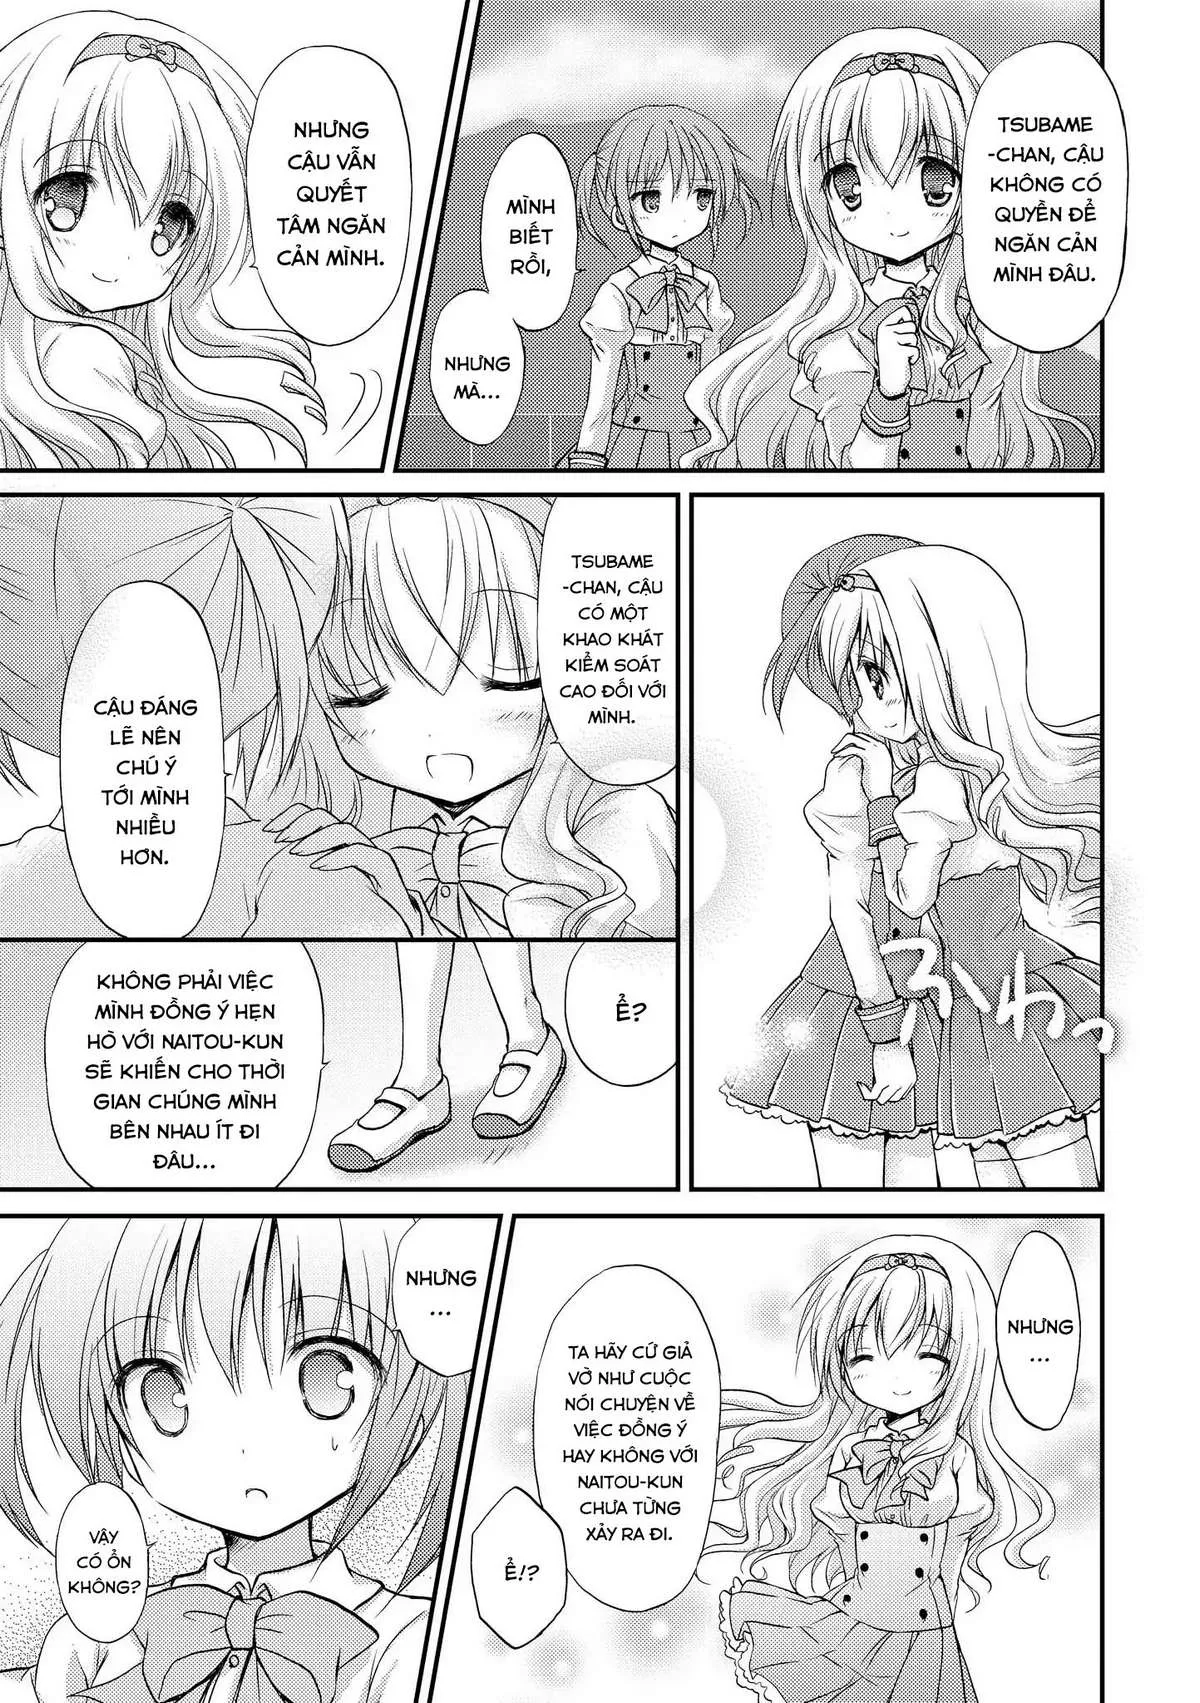 TSUBAME
-CHAN, CẬU
KHÔNG CÓ
QUYỀN ĐỂ
NGĂN CẢN
MÌNH ĐÂU.
MÌNH
BIẾT
RỒI,
NHƯNG
MÀ...
NHƯNG
CẬU VẪN
QUYẾT
TÂM NGĂN
CẢN MÌNH.
ふわっ
TSUBAME
-CHAN, CẬU
CÓ MỘT
KHAO KHÁT
KIỂM SOÁT
CAO ĐỐI VỚI
MÌNH.
CẬU ĐÁNG
LẼ NÊN
CHÚ Ý
TỚI MÌNH
NHIỀU
HƠN.
Ể?
KHÔNG PHẢI VIỆC
MÌNH ĐỒNG Ý HẸN
HÒ VỚI NAITOU-KUN
SẼ KHIẾN CHO THỜI
GIAN CHÚNG MÌNH
BÊN NHAU ÍT ĐI
ĐÂU...
NHƯNG
...
TA HÃY CỨ GIẢ
VỜ NHƯ CUỘC
NÓI CHUYỆN VỀ
VIỆC ĐỒNG Ý
HAY KHÔNG VỚI
NAITOU-KUN
CHƯA TỪNG
XẢY RA ĐI.
Ể!?
NHƯNG
...
VẬY
CÓ ỔN
KHÔNG?